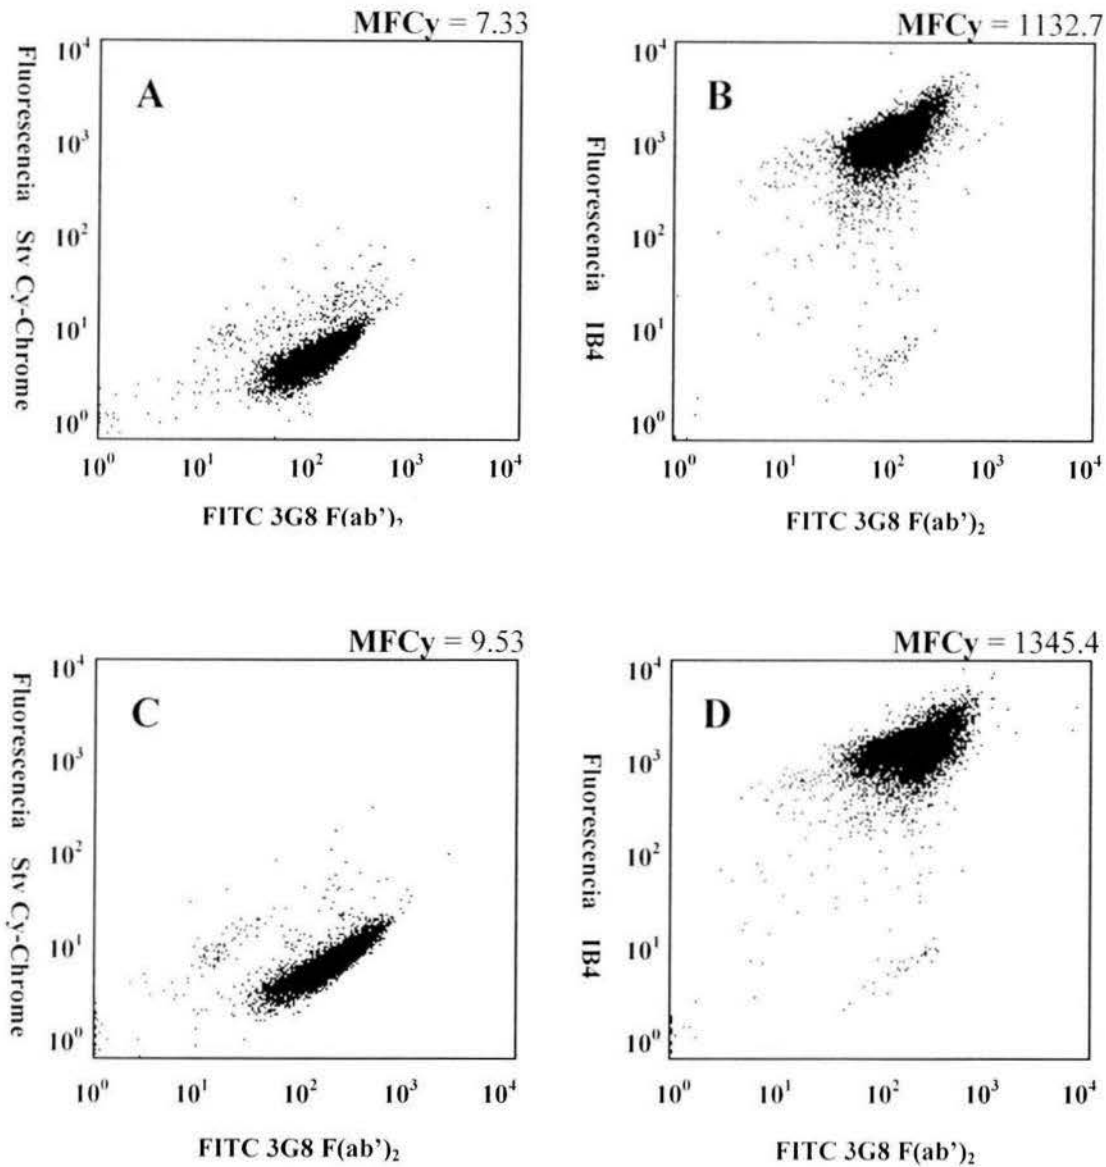 MFCy = 7.33
A
Fluorescencia Stv Cy-Chrome
10⁴
10³
10²
10¹
10⁰
10⁰ 10¹ 10² 10³ 10⁴
FITC 3G8 F(ab')₂
MFCy = 1132.7
B
Fluorescencia IB4
10⁴
10³
10²
10¹
10⁰
10⁰ 10¹ 10² 10³ 10⁴
FITC 3G8 F(ab')₂
MFCy = 9.53
C
Fluorescencia Stv Cy-Chrome
10⁴
10³
10²
10¹
10⁰
10⁰ 10¹ 10² 10³ 10⁴
FITC 3G8 F(ab')₂
MFCy = 1345.4
D
Fluorescencia IB4
10⁴
10³
10²
10¹
10⁰
10⁰ 10¹ 10² 10³ 10⁴
FITC 3G8 F(ab')₂